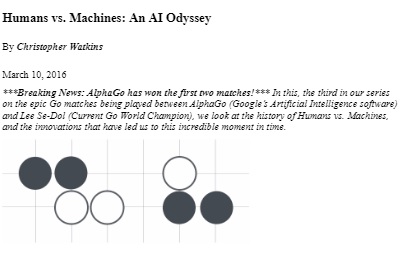 Humans vs. Machines: An AI Odyssey
By Christopher Watkins
March 10, 2016
***Breaking News: AlphaGo has won the first two matches!*** In this, the third in our series
on the epic Go matches being played between AlphaGo (Google's Artificial Intelligence software)
and Lee Se-Dol (Current Go World Champion), we look at the history of Humans vs. Machines,
and the innovations that have led us to this incredible moment in time.